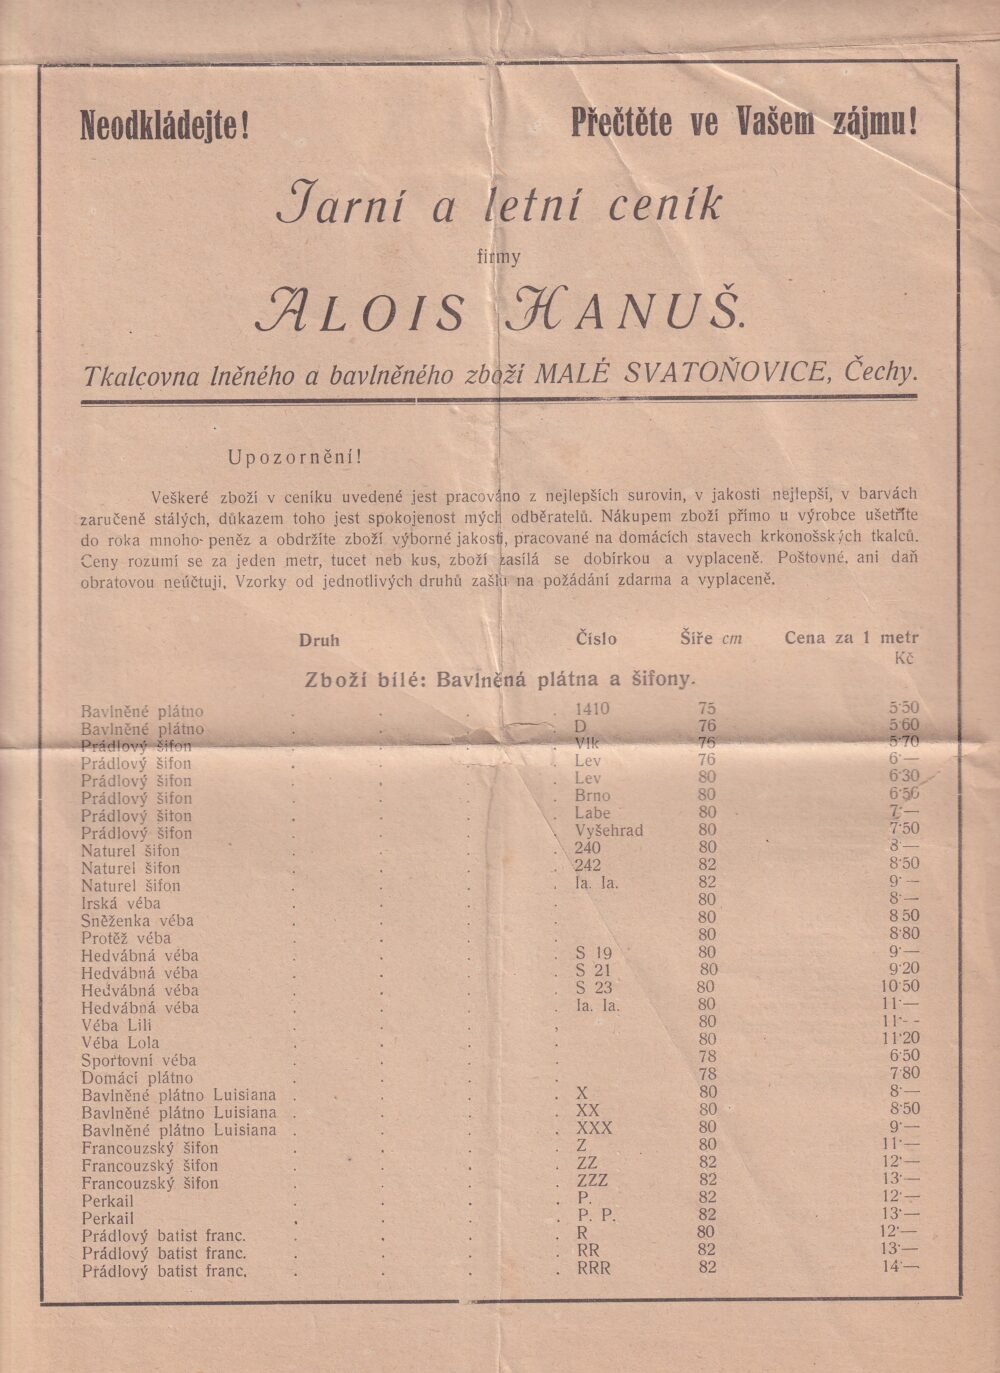 Neodkládejte! Přečtěte ve Vašem zájmu!
Jarní a letní ceník
firmy
ALOIS HANUŠ.
Tkalcovna lněného a bavlněného zboží MALÉ SVATOŇOVICE, Čechy.
Upozornění!
Veškeré zboží v ceníku uvedené jest pracováno z nejlepších surovin, v jakosti nejlepší, v barvách
zaručeně stálých, důkazem toho jest spokojenost mých odběratelů. Nákupem zboží přímo u výrobce ušetříte
do roka mnoho-peněz a obdržíte zboží výborné jakosti, pracované na domácích stavech krkonošských tkalců.
Ceny rozumí se za jeden metr, tucet neb kus, zboží zasílá se dobírkou a vyplaceně. Poštovné, ani daň
obratovou neúčtuji, Vzorky od jednotlivých druhů zašlu na požádání zdarma a vyplaceně.
Druh Číslo Šíře cm Cena za 1 metr
Kč
Zboží bílé: Bavlněná plátna a šifony.
Bavlněné plátno . . . . 1410 75 5·50
Bavlněné plátno . . . . D 76 5·60
Prádlový šifon . . . . Vlk 76 5·70
Prádlový šifon . . . . Lev 76 6·—
Prádlový šifon . . . . Lev 80 6·30
Prádlový šifon . . . . Brno 80 6·50
Prádlový šiton . . . . Labe 80 7·—
Prádlový šifon . . . . Vyšehrad 80 7·50
Naturel šifon . . . . 240 80 8·—
Naturel šifon . . . . 242 82 8·50
Naturel šifon . . . . Ia. Ia. 82 9·—
Irská véba . . . . 80 8·—
Sněženka véba . . . . 80 8 50
Protěž véba . . . . 80 8·80
Hedvábná véba . . . . S 19 80 9·—
Hedvábná véba . . . . S 21 80 9·20
Hedvábná véba . . . . S 23 80 10·50
Hedvábná véba . . . . Ia. Ia. 80 11·—
Véba Lili . . . , 80 11·--
Véba Lola . . . . 80 11·20
Sportovní véba . . . . 78 6·50
Domácí plátno . . . . 78 7·80
Bavlněné plátno Luisiana . . . . X 80 8·—
Bavlněné plátno Luisiana . . . . XX 80 8·50
Bavlněné plátno Luisiana . . . . XXX 80 9·—
Francouzský šifon . . . . Z 80 11·—
Francouzský šifon . . . . ZZ 82 12·—
Francouzský šifon . . . . ZZZ 82 13·—
Perkail . . . . P. 82 12·—
Perkail . . . . P. P. 82 13·—
Prádlový batist franc. . . . . R 80 12·—
Prádlový batist franc. . . . . RR 82 13·—
Přádlový batist franc, . . . . RRR 82 14·—